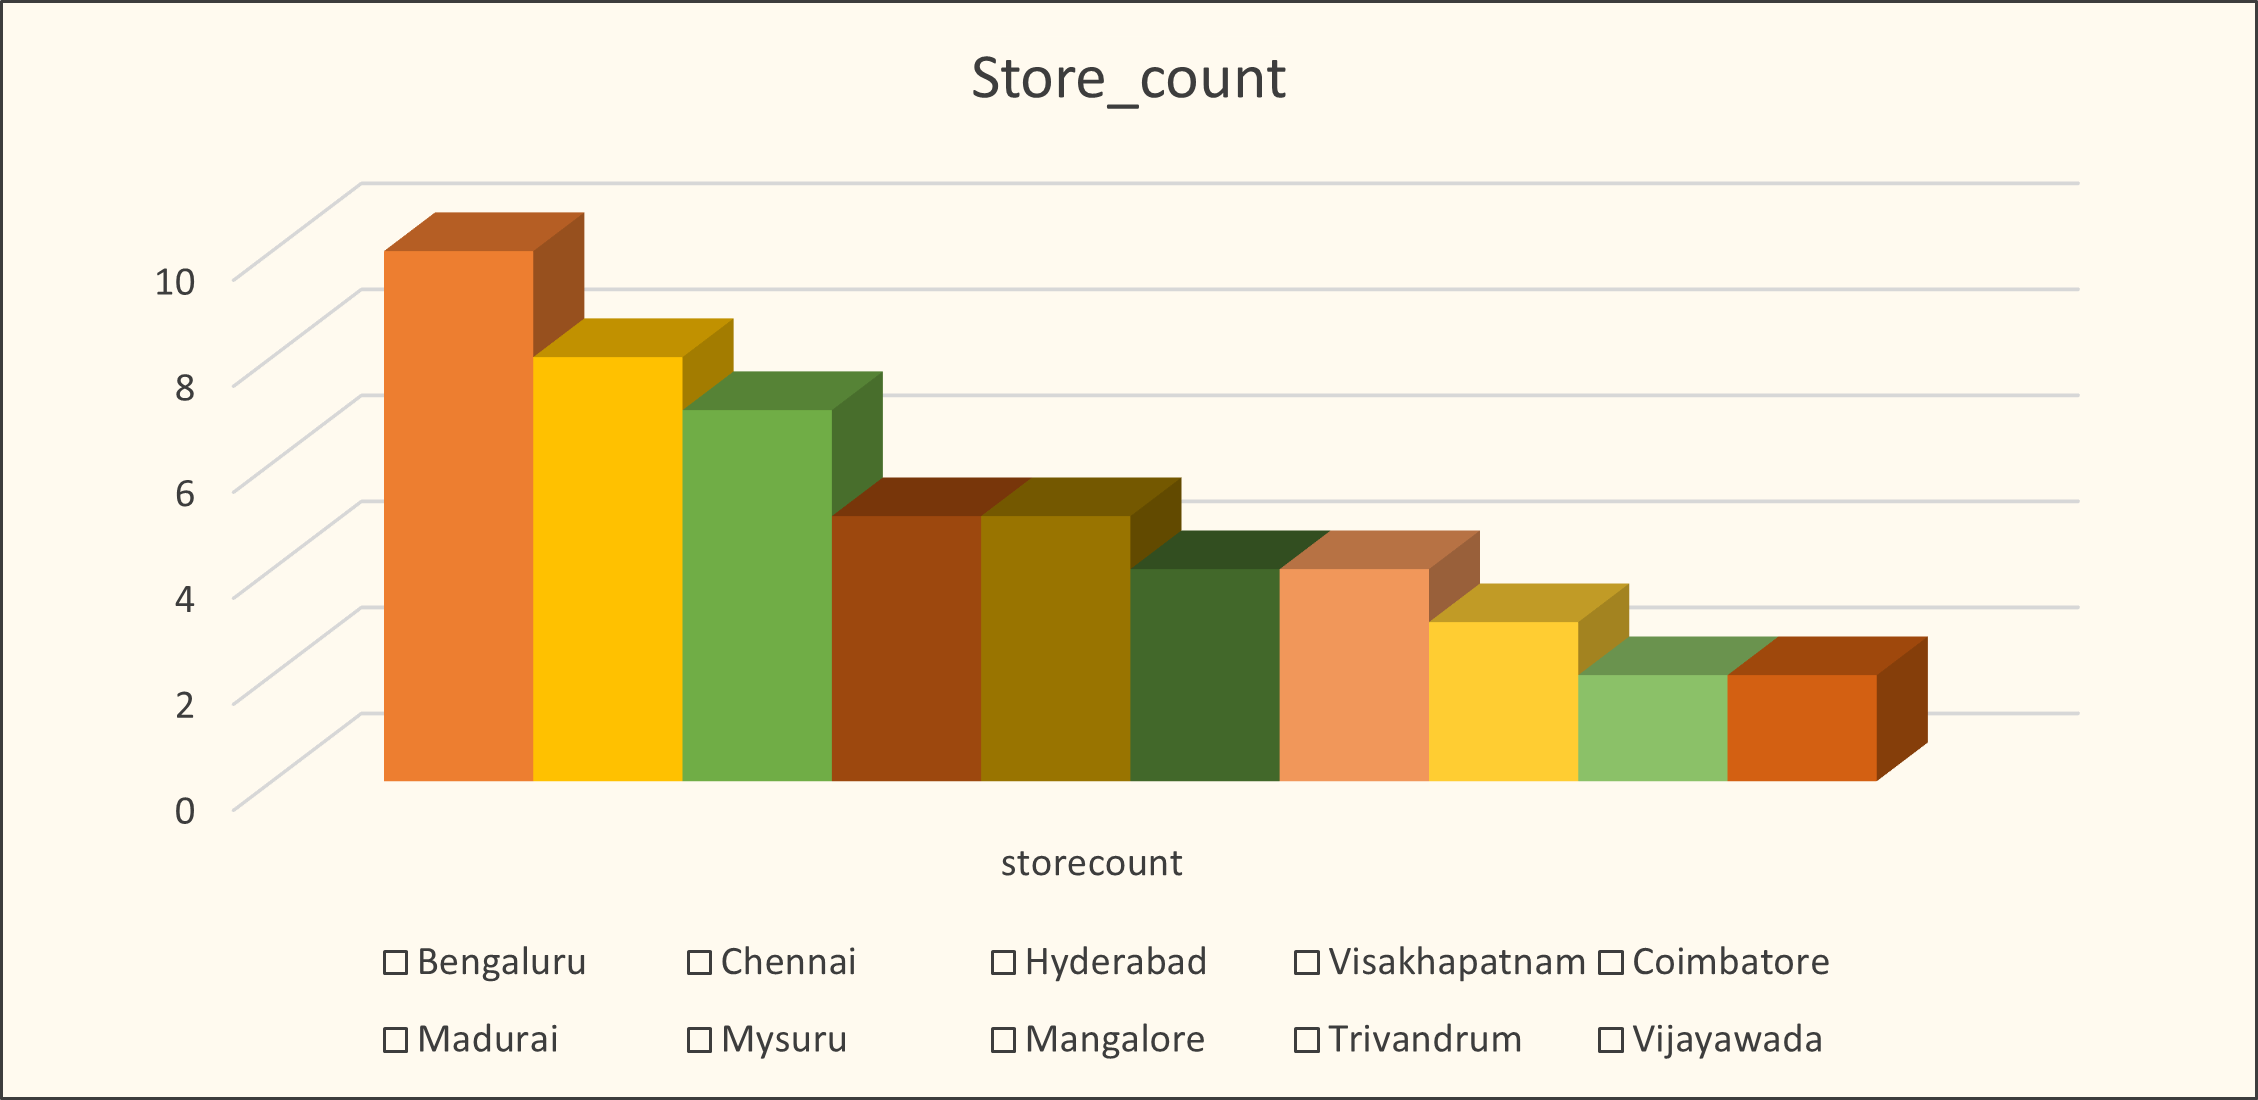 Store_count
10
8
6
4
2
0
storecount
Bengaluru Chennai Hyderabad Visakhapatnam Coimbatore
Madurai Mysuru Mangalore Trivandrum Vijayawada